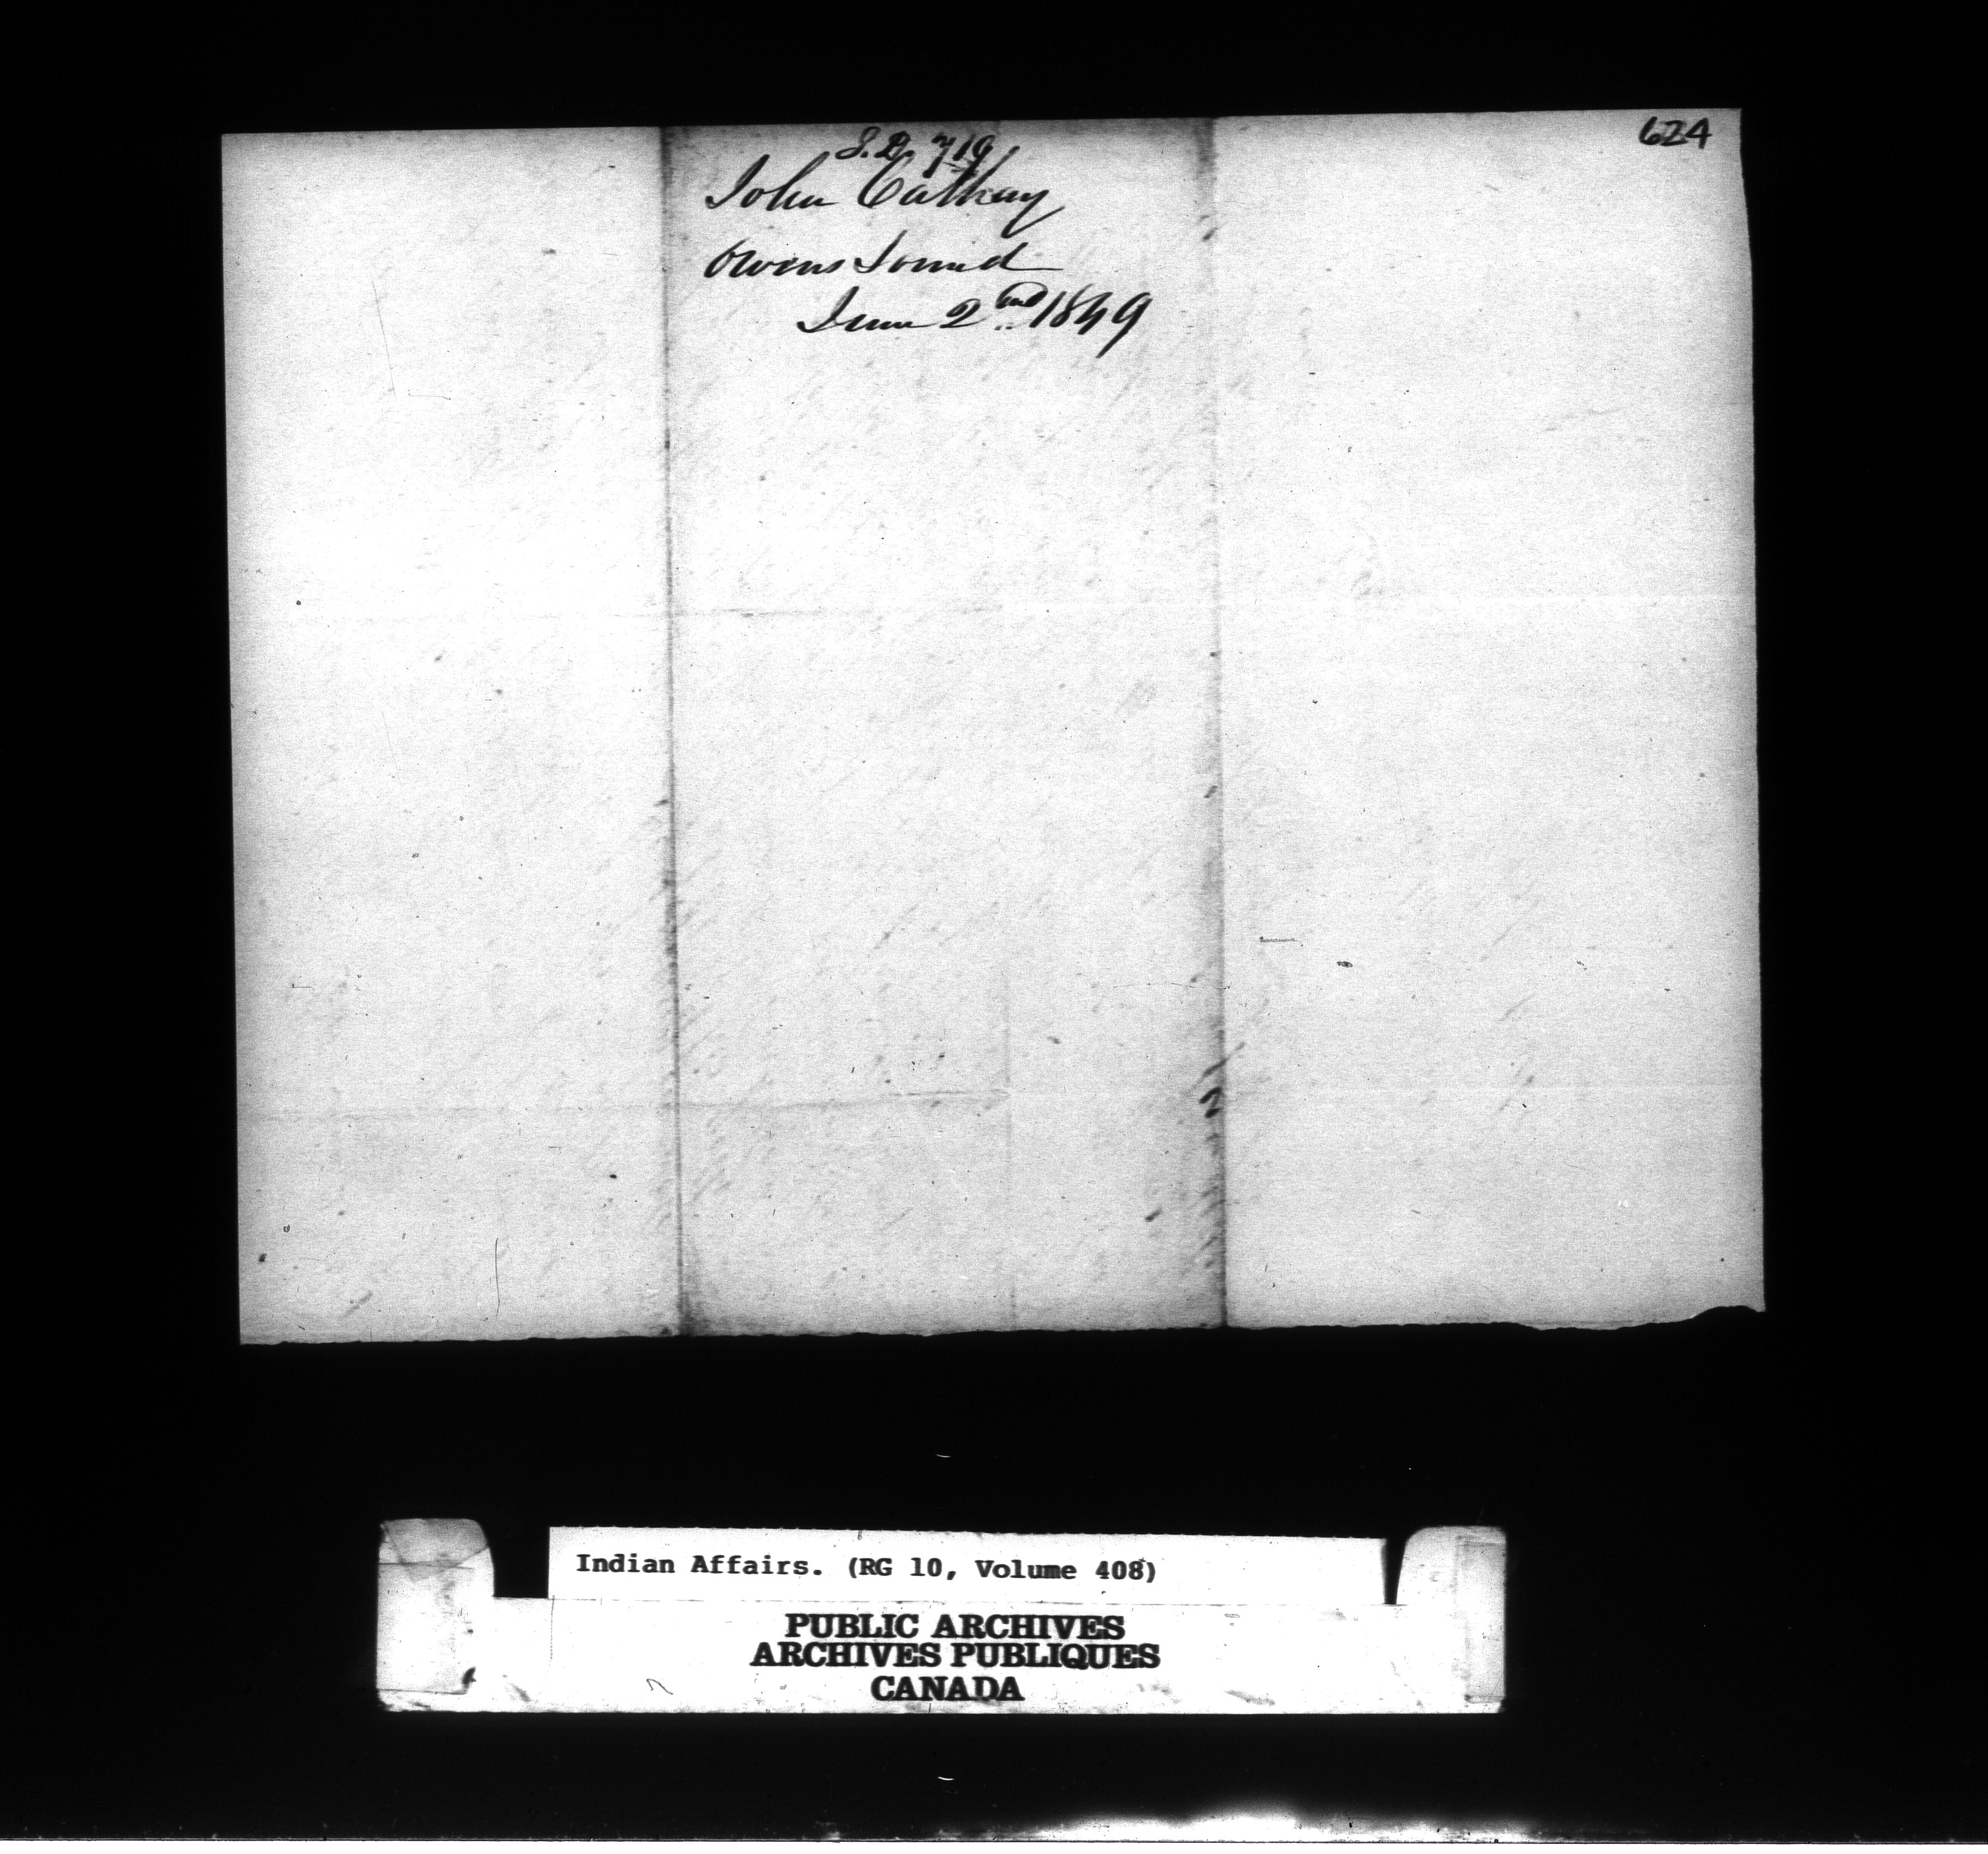 624
719
John Cathay
Owens Sound
June 2nd 1849
Indian Affairs. (RG 10, Volume 408)
PUBLIC ARCHIVES
ARCHIVES PUBLIQUES
CANADA